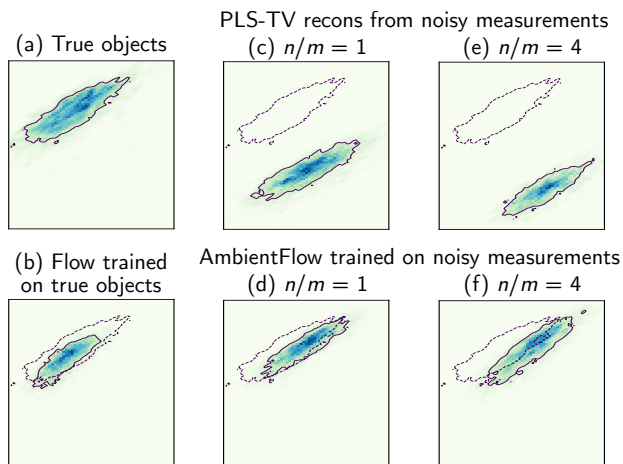 PLS-TV recons from noisy measurements
(a) True objects
(c) n/m = 1
(e) n/m = 4
(b) Flow trained
on true objects
AmbientFlow trained on noisy measurements
(d) n/m = 1
(f) n/m = 4